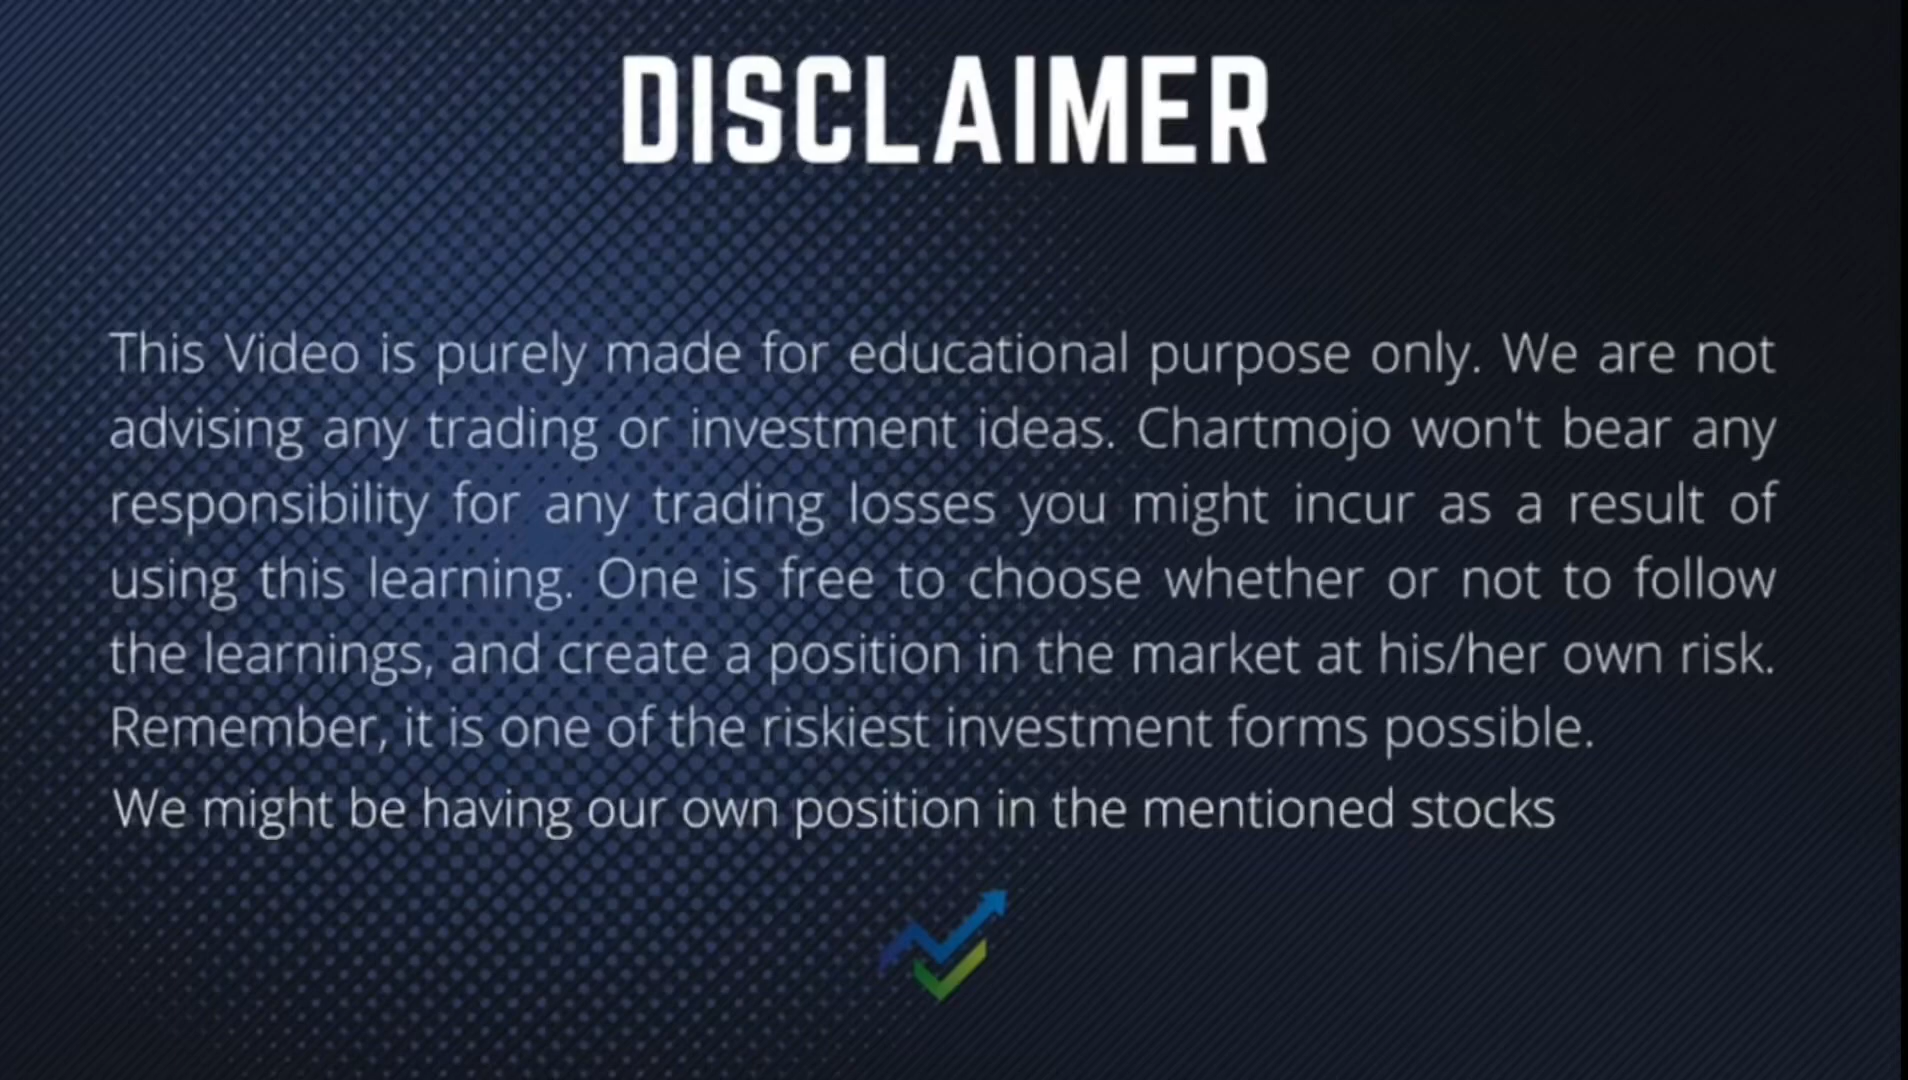 DISCLAIMER
This Video is purely made for educational purpose only. We are not
advising any trading or investment ideas. Chartmojo won't bear any
responsibility for any trading losses you might incur as a result of
using this learning. One is free to choose whether or not to follow
the learnings, and create a position in the market at his/her own risk.
Remember, it is one of the riskiest investment forms possible.
We might be having our own position in the mentioned stocks